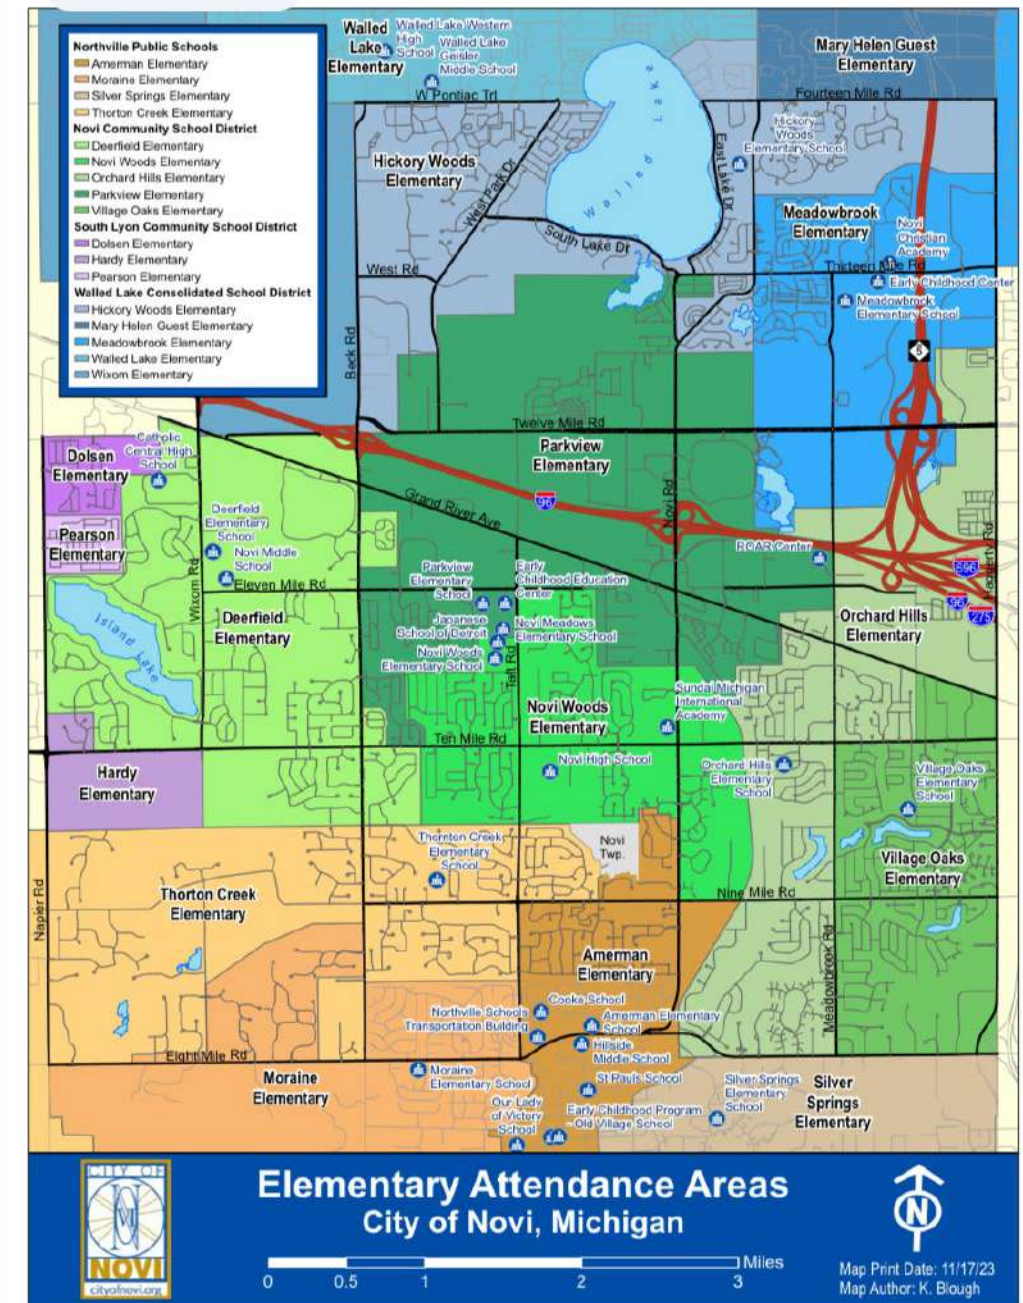 Northville Public Schools
Amerman Elementary
Moraine Elementary
Silver Springs Elementary
Thorton Creek Elementary
Novi Community School District
Deerfield Elementary
Novi Woods Elementary
Orchard Hills Elementary
Parkview Elementary
Village Oaks Elementary
South Lyon Community School District
Dolsen Elementary
Hardy Elementary
Pearson Elementary
Walled Lake Consolidated School District
Hickory Woods Elementary
Mary Helen Guest Elementary
Meadowbrook Elementary
Walled Lake Elementary
Wixom Elementary
Walled
Lake
Elementary
Walled Lake Western
High
School
Walled Lake
Geisler
Middle School
W Pontiac Trl
Mary Helen Guest
Elementary
Fourteen Mile Rd
Hickory
Woods
Elementary School
Hickory Woods
Elementary
West Park Dr
Walled Lake
East Lake Dr
South Lake Dr
West Rd
Meadowbrook
Elementary
Novi
Christian
Academy
Thirteen Mile Rd
Early Childhood Center
Meadowbrook
Elementary School
5
Beck Rd
Twelve Mile Rd
Catholic
Central High
School
Dolsen
Elementary
Parkview
Elementary
Grand River Ave
96
Novi Rd
Pearson
Elementary
Deerfield
Elementary
School
Novi Middle
School
Wixom Rd
Eleven Mile Rd
ROAR Center
Haggerty Rd
696
96
275
Parkview
Elementary
School
Early
Childhood Education
Center
Island Lake
Deerfield
Elementary
Japanese
School of Detroit
Novi Meadows
Elementary School
Novi Woods
Elementary School
Taft Rd
Orchard Hills
Elementary
Novi Woods
Elementary
Sundai Michigan
International
Academy
Ten Mile Rd
Hardy
Elementary
Novi High School
Orchard Hills
Elementary
School
Village Oaks
Elementary
School
Thornton Creek
Elementary
School
Novi
Twp.
Village Oaks
Elementary
Napier Rd
Thorton Creek
Elementary
Nine Mile Rd
Amerman
Elementary
Meadowbrook Rd
Cooke School
Northville Schools
Transportation Building
Amerman Elementary
School
Hillside
Middle School
Eight Mile Rd
Moraine
Elementary
Moraine
Elementary School
St Pauls School
Our Lady
of Victory
School
Early Childhood Program
- Old Village School
Silver Springs
Elementary
School
Silver
Springs
Elementary
CITY OF
NOVI
cityofnovi.org
Elementary Attendance Areas
City of Novi, Michigan
Miles
0 0.5 1 2 3
N
Map Print Date: 11/17/23
Map Author: K. Blough